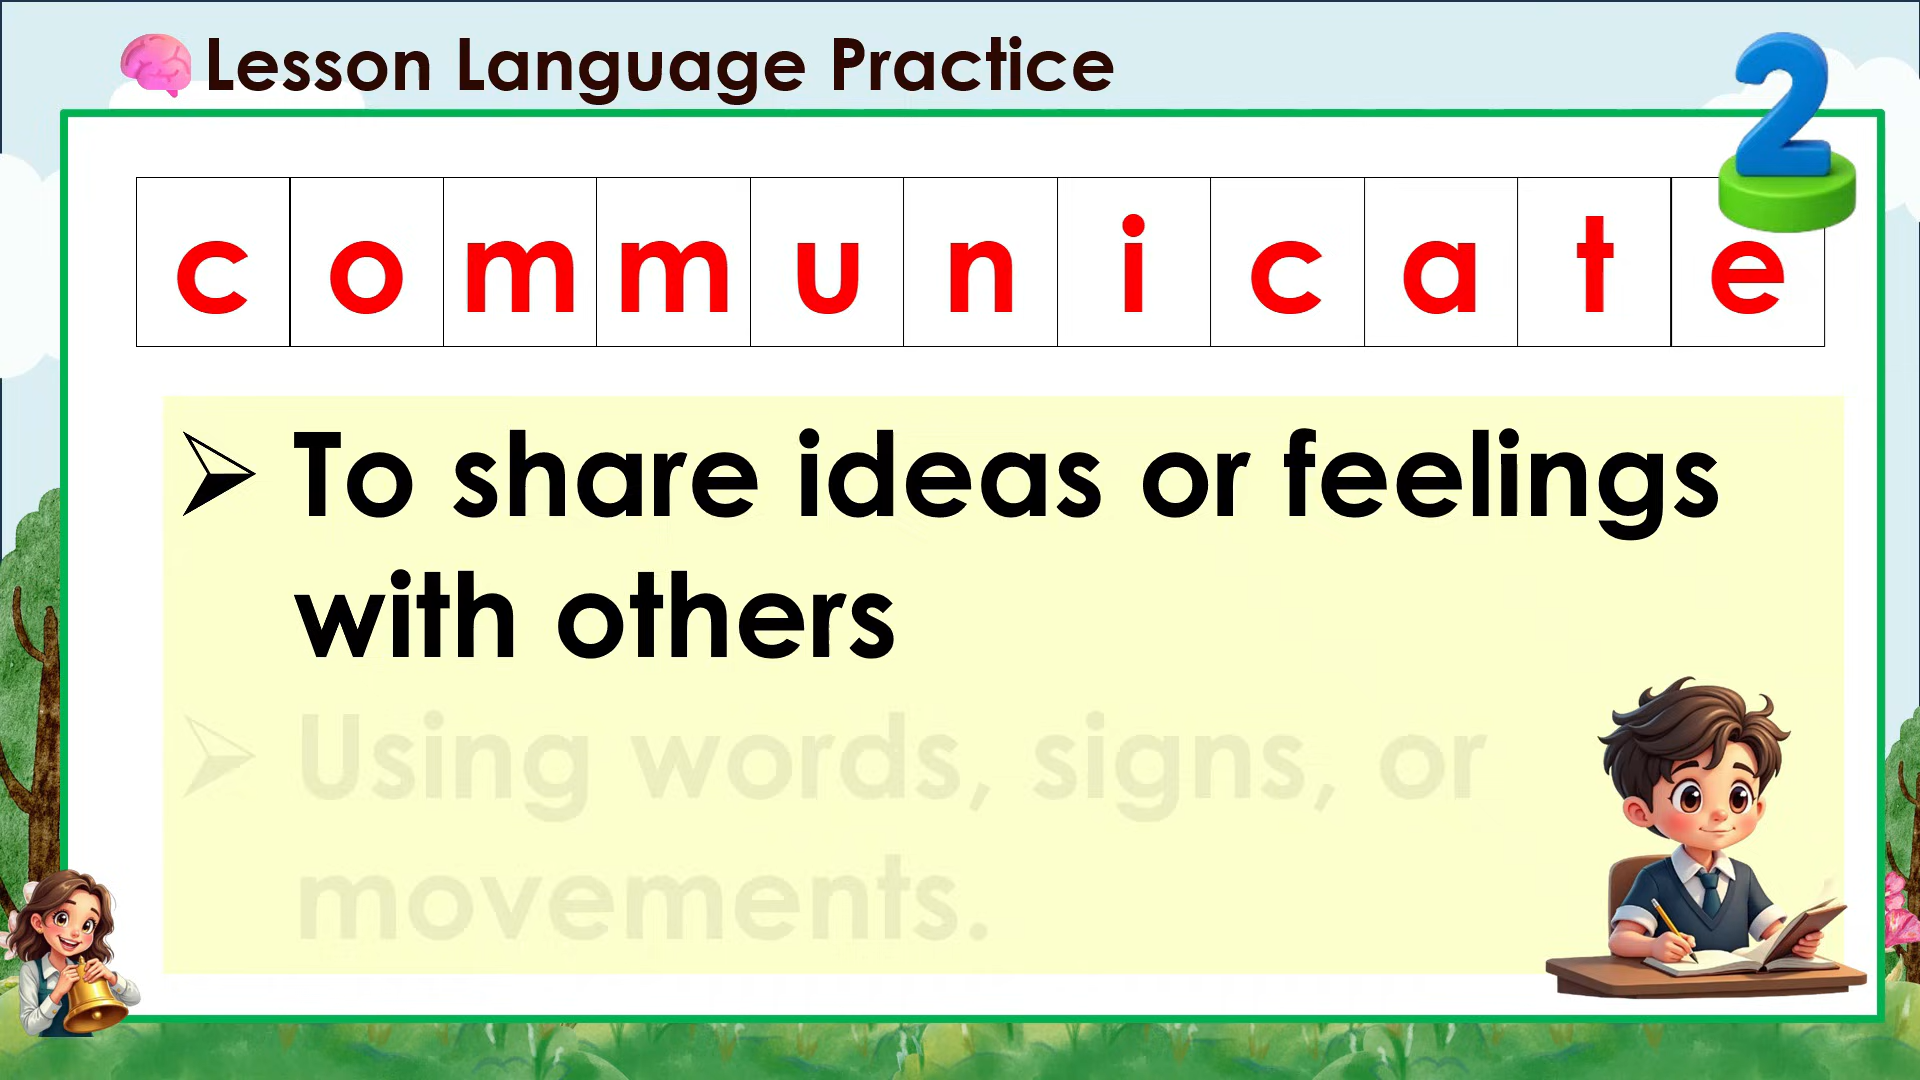 Lesson Language Practice
2
c o m m u n i c a t e
➢ To share ideas or feelings
with others
➢ Using words, signs, or
movements.